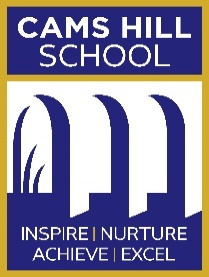 CAMS HILL
SCHOOL
INSPIRE | NURTURE
ACHIEVE | EXCEL